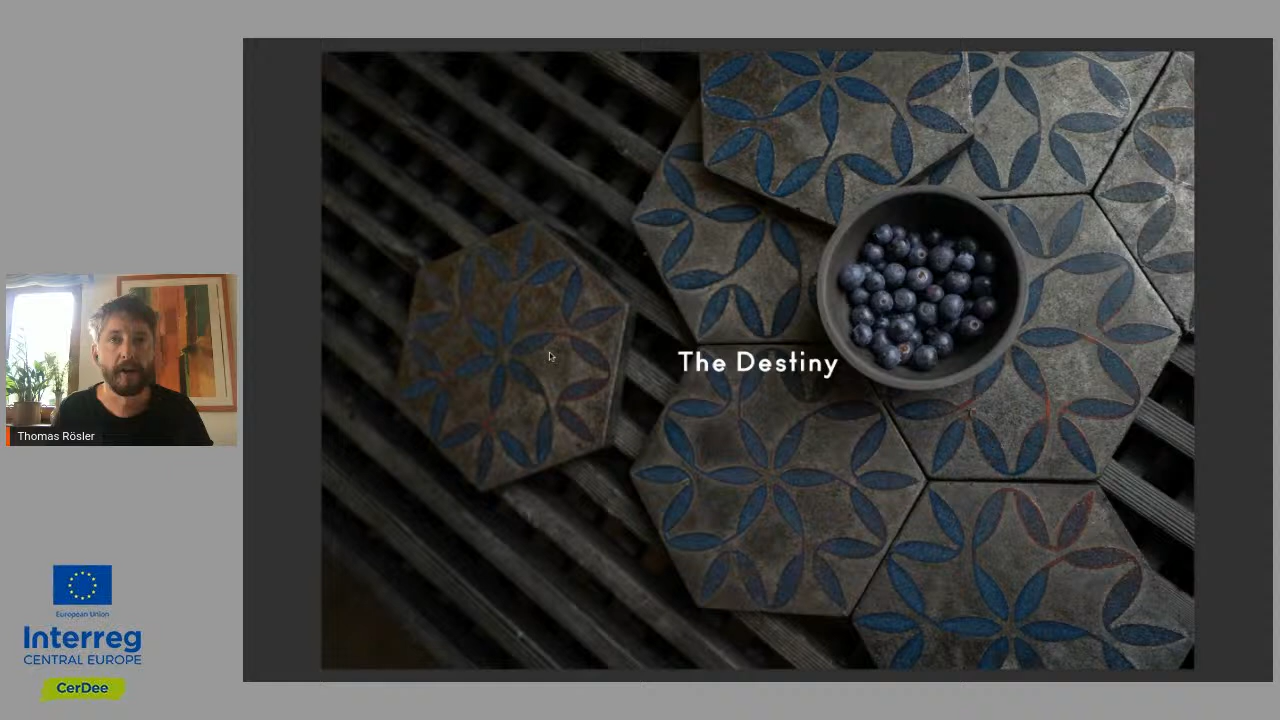 The Destiny
Thomas Rösler
European Union
Interreg
CENTRAL EUROPE
CerDee